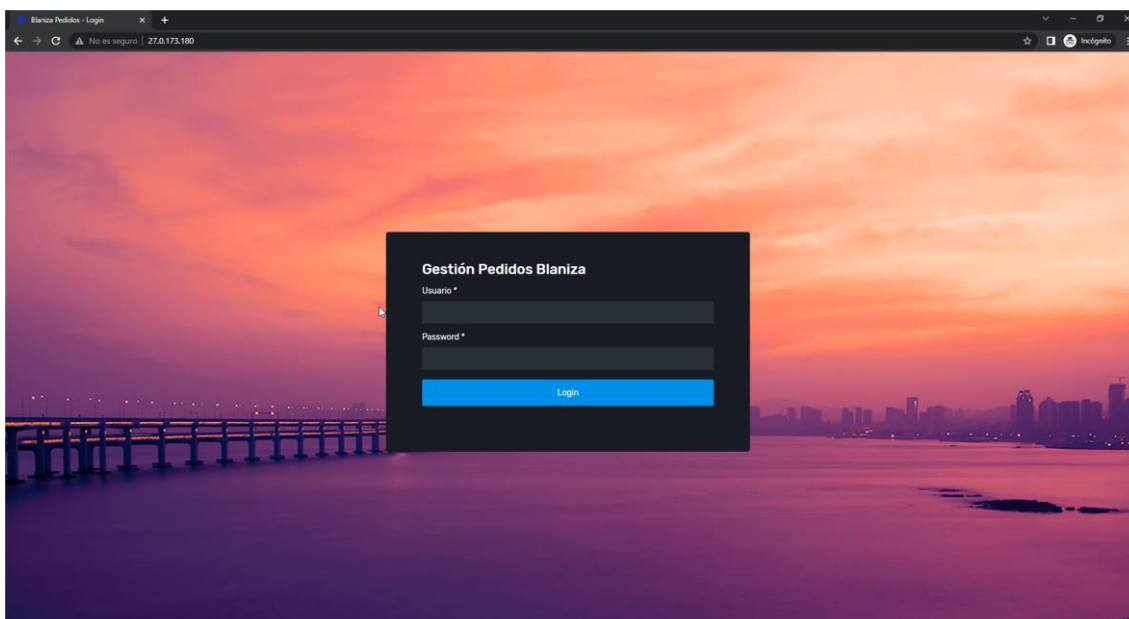 Blaniza Pedidos - Login
No es seguro | 27.0.173.180
Incógnito
Gestión Pedidos Blaniza
Usuario *
Password *
Login